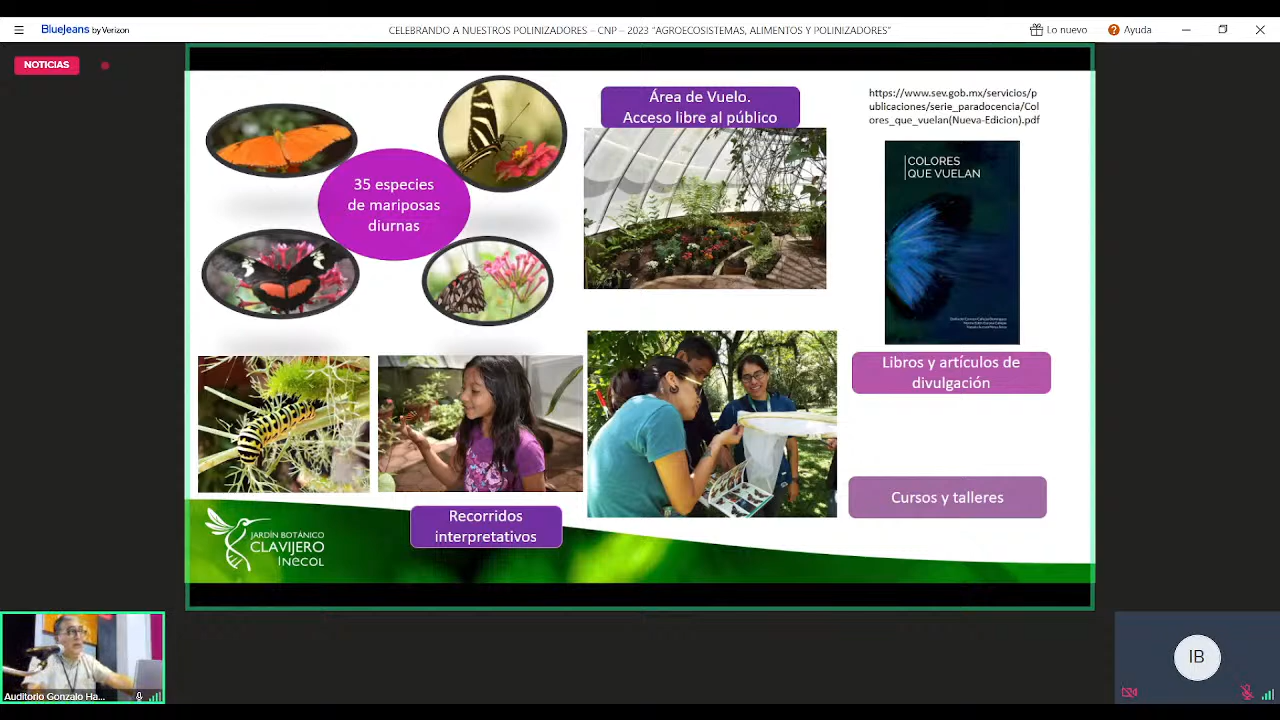 BlueJeans by Verizon
CELEBRANDO A NUESTROS POLINIZADORES – CNP – 2023 "AGROECOSISTEMAS, ALIMENTOS Y POLINIZADORES"
Lo nuevo
Ayuda
NOTICIAS
35 especies
de mariposas
diurnas
Área de Vuelo.
Acceso libre al público
https://www.sev.gob.mx/servicios/p
ublicaciones/serie_paradocencia/Col
ores_que_vuelan(Nueva-Edicion).pdf
COLORES
QUE VUELAN
Libros y artículos de
divulgación
Cursos y talleres
Recorridos
interpretativos
JARDÍN BOTÁNICO
CLAVIJERO
INECOL
Auditorio Gonzalo Ha...
IB